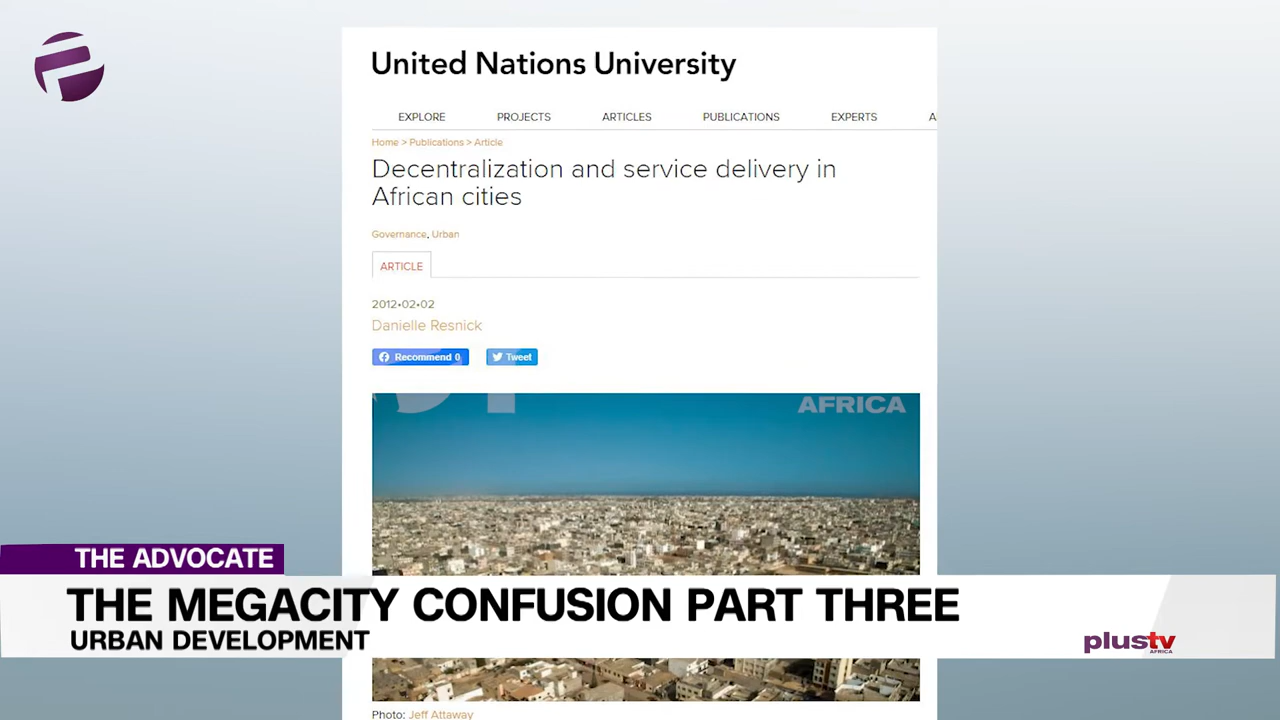 United Nations University
EXPLORE PROJECTS ARTICLES PUBLICATIONS EXPERTS A
Home > Publications > Article
Decentralization and service delivery in
African cities
Governance, Urban
ARTICLE
2012•02•02
Danielle Resnick
Recommend 0 Tweet
AFRICA
THE ADVOCATE
THE MEGACITY CONFUSION PART THREE
URBAN DEVELOPMENT
plustv
AFRICA
Photo: Jeff Attaway